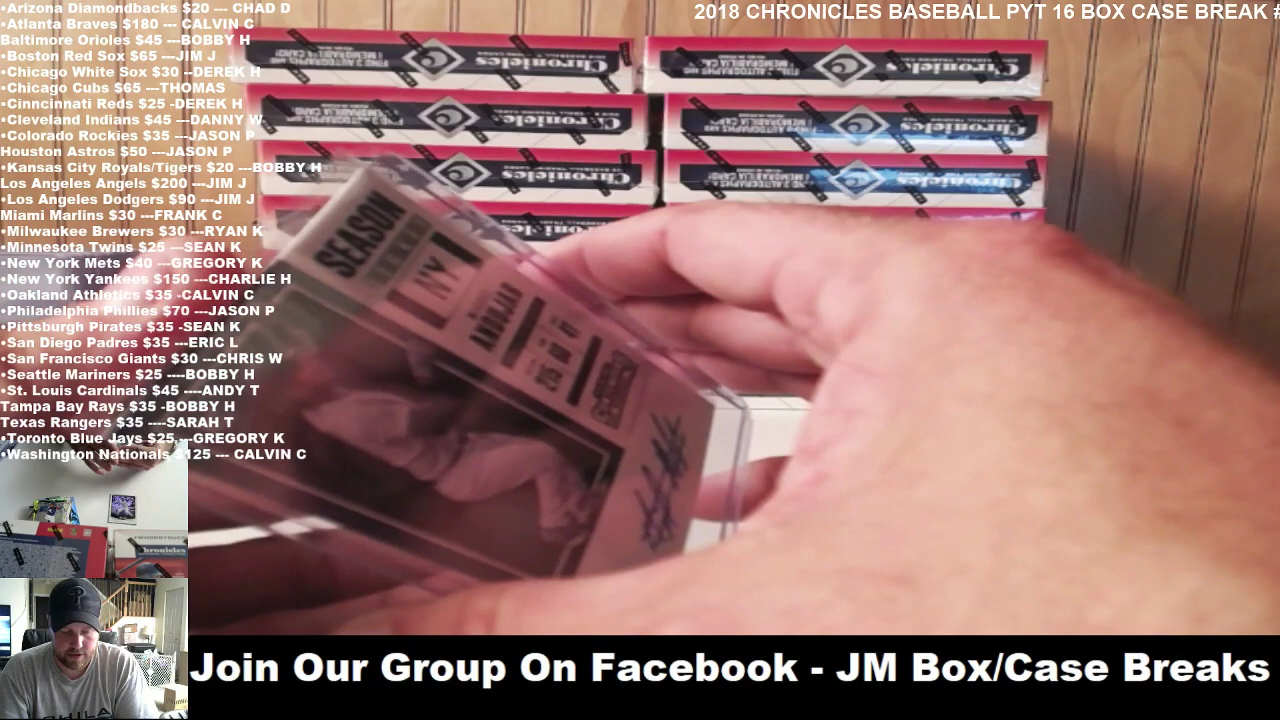 •Arizona Diamondbacks $20 --- CHAD D
•Atlanta Braves $180 --- CALVIN C
Baltimore Orioles $45 ---BOBBY H
•Boston Red Sox $65 ---JIM J
•Chicago White Sox $30 --DEREK H
•Chicago Cubs $65 ---THOMAS
•Cinncinati Reds $25 -DEREK H
•Cleveland Indians $45 ---DANNY W
•Colorado Rockies $35 ---JASON P
Houston Astros $50 ---JASON P
•Kansas City Royals/Tigers $20 ---BOBBY H
Los Angeles Angels $200 ---JIM J
•Los Angeles Dodgers $90 ---JIM J
Miami Marlins $30 ---FRANK C
•Milwaukee Brewers $30 ---RYAN K
•Minnesota Twins $25 ---SEAN K
•New York Mets $40 ---GREGORY K
•New York Yankees $150 ---CHARLIE H
•Oakland Athletics $35 -CALVIN C
•Philadelphia Phillies $70 ---JASON P
•Pittsburgh Pirates $35 -SEAN K
•San Diego Padres $35 ---ERIC L
•San Francisco Giants $30 ---CHRIS W
•Seattle Mariners $25 ----BOBBY H
•St. Louis Cardinals $45 ----ANDY T
Tampa Bay Rays $35 -BOBBY H
Texas Rangers $35 ----SARAH T
•Toronto Blue Jays $25 ---GREGORY K
•Washington Nationals $125 --- CALVIN C
2018 CHRONICLES BASEBALL PYT 16 BOX CASE BREAK #
Chronicles
Chronicles
Chronicles
Chronicles
Chronicles
Chronicles
SEASON
NY
ANDUJAR
Join Our Group On Facebook - JM Box/Case Breaks